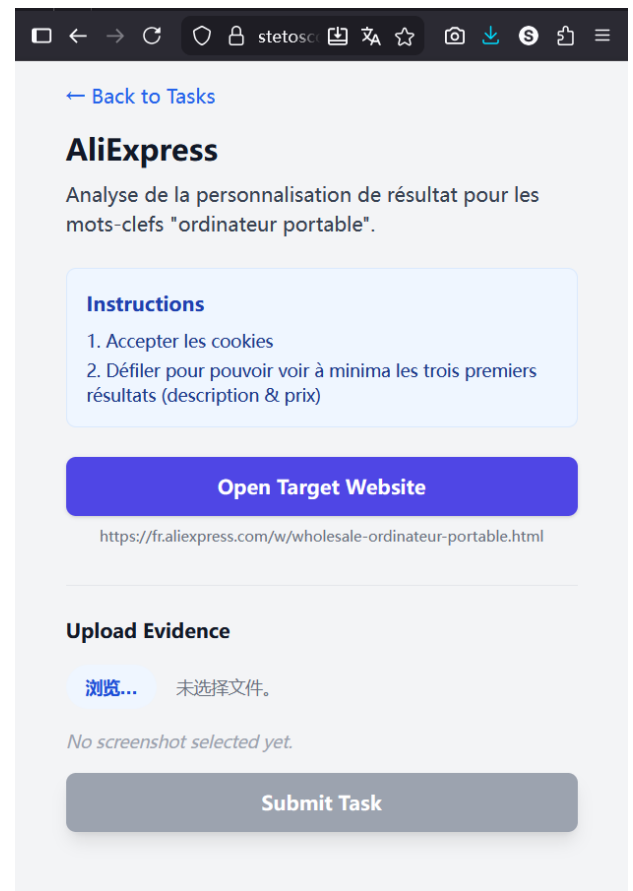 stetosc
← Back to Tasks
AliExpress
Analyse de la personnalisation de résultat pour les
mots-clefs "ordinateur portable".
Instructions
1. Accepter les cookies
2. Défiler pour pouvoir voir à minima les trois premiers
résultats (description & prix)
Open Target Website
https://fr.aliexpress.com/w/wholesale-ordinateur-portable.html
Upload Evidence
浏览... 未选择文件。
No screenshot selected yet.
Submit Task